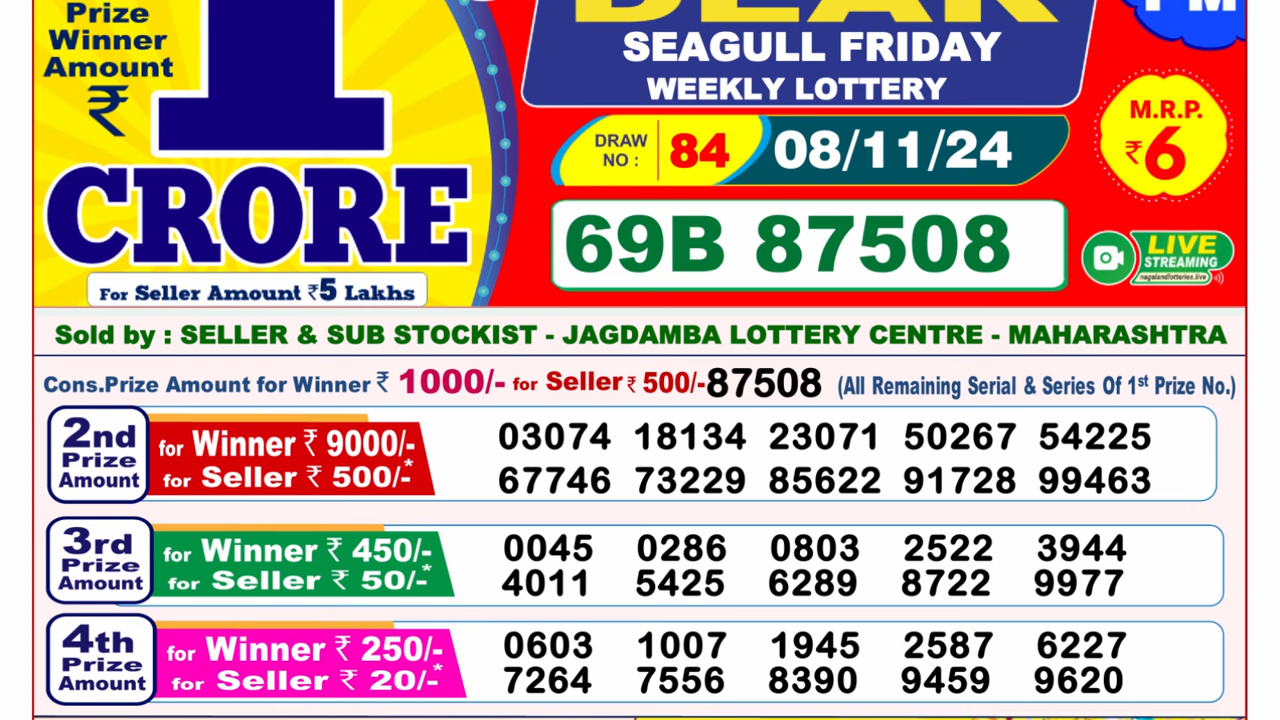 Prize
Winner
Amount
₹
1
CRORE
For Seller Amount ₹5 Lakhs
DEAR
SEAGULL FRIDAY
WEEKLY LOTTERY
PM
DRAW
NO :
84
08/11/24
M.R.P.
₹6
69B 87508
LIVE
STREAMING
nagalandlotteries.live
Sold by : SELLER & SUB STOCKIST - JAGDAMBA LOTTERY CENTRE - MAHARASHTRA
Cons.Prize Amount for Winner ₹ 1000/- for Seller ₹ 500/- 87508 (All Remaining Serial & Series Of 1st Prize No.)
2nd
Prize
Amount
for Winner ₹ 9000/-
for Seller ₹ 500/-*
03074 18134 23071 50267 54225
67746 73229 85622 91728 99463
3rd
Prize
Amount
for Winner ₹ 450/-
for Seller ₹ 50/-*
0045 0286 0803 2522 3944
4011 5425 6289 8722 9977
4th
Prize
Amount
for Winner ₹ 250/-
for Seller ₹ 20/-*
0603 1007 1945 2587 6227
7264 7556 8390 9459 9620